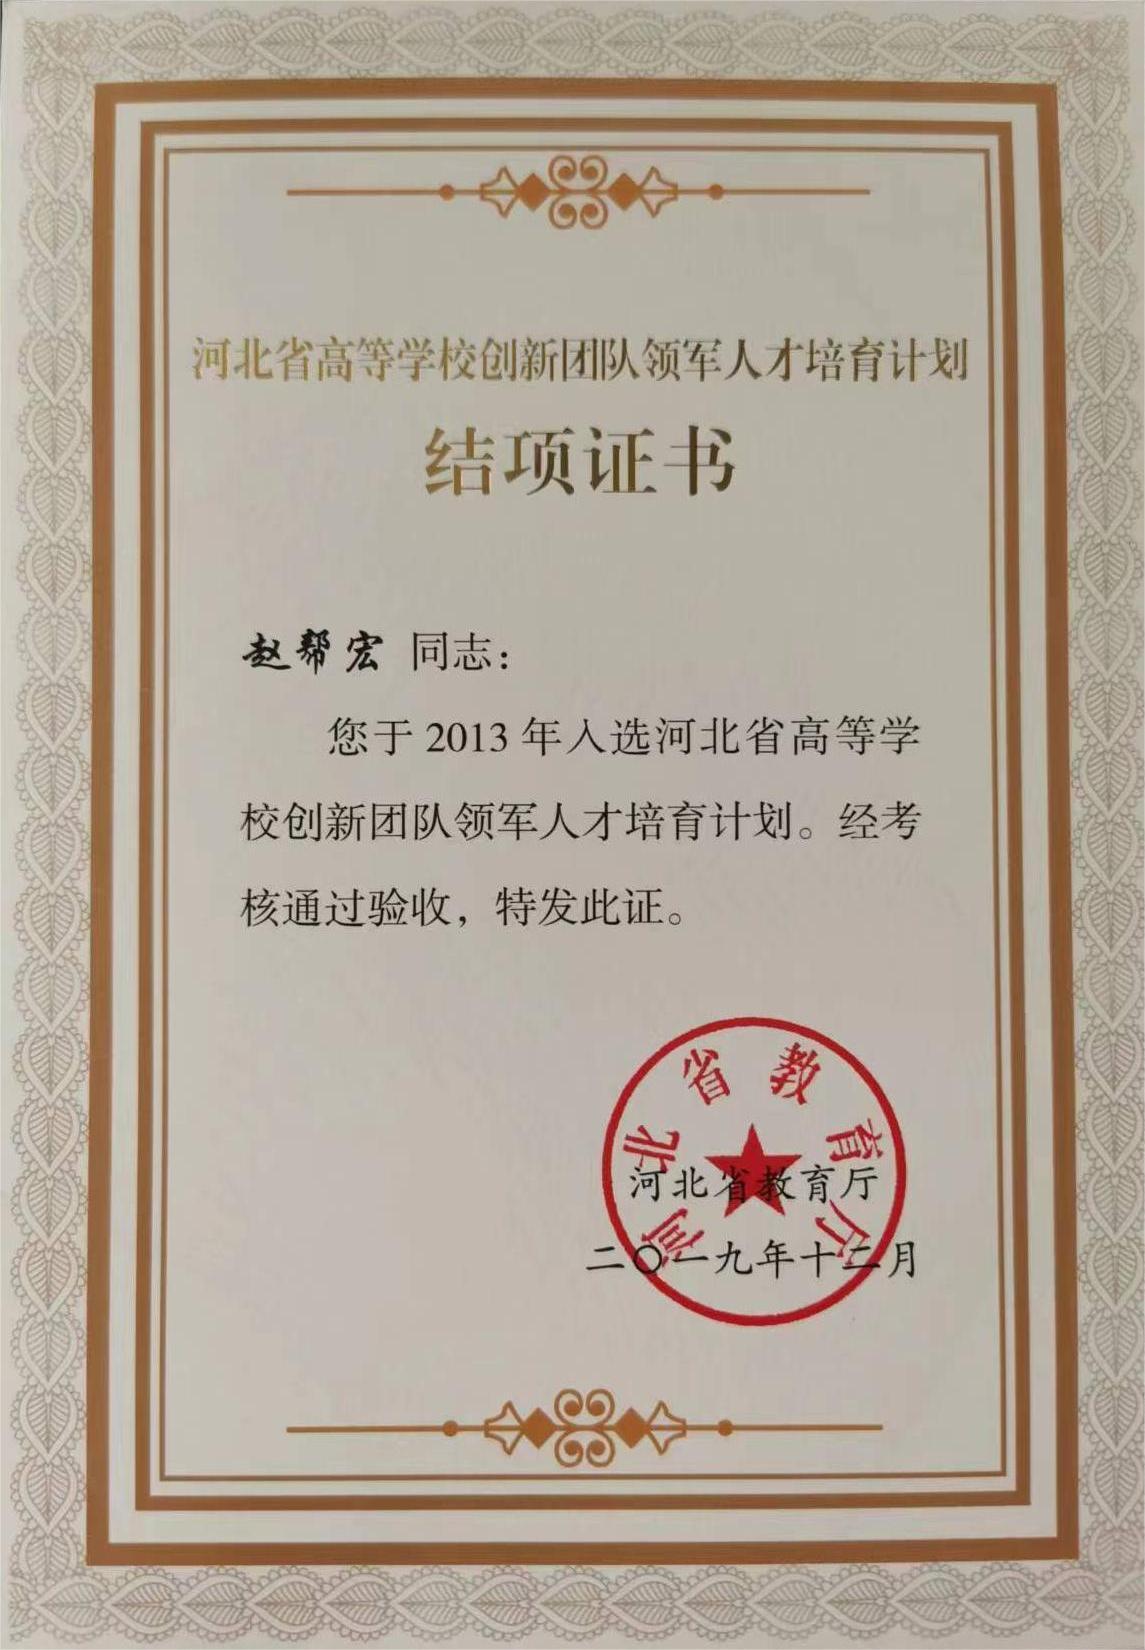 河北省高等学校创新团队领军人才培育计划
结项证书
赵帮宏 同志：
您于 2013 年入选河北省高等学
校创新团队领军人才培育计划。经考
核通过验收，特发此证。
河北省教育厅
河北省教育厅
二〇一九年十二月